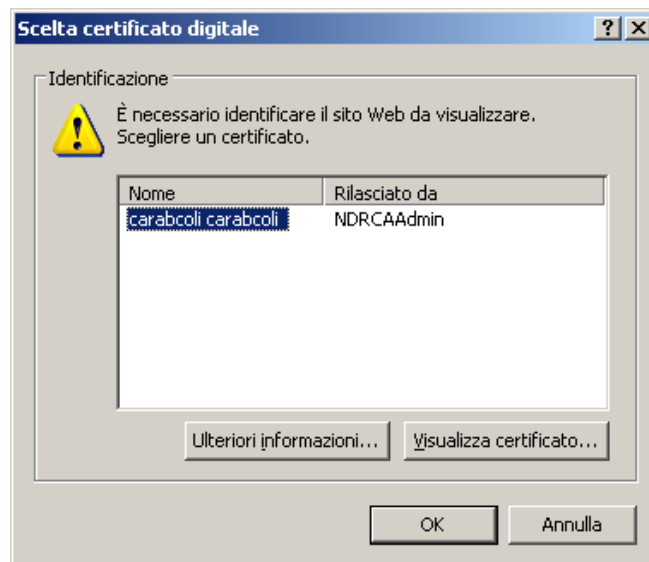 Scelta certificato digitale
Identificazione
È necessario identificare il sito Web da visualizzare.
Scegliere un certificato.
Nome Rilasciato da
carabcoli carabcoli NDRCAAdmin
Ulteriori informazioni... Visualizza certificato...
OK Annulla